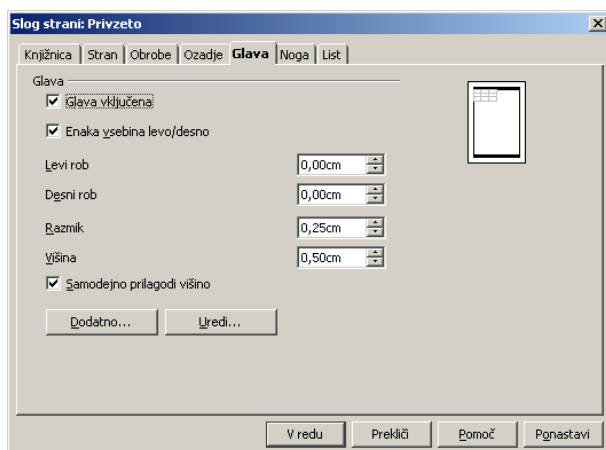 Slog strani: Privzeto
Knjižnica Stran Obrobe Ozadje Glava Noga List
Glava
Glava vključena
Enaka vsebina levo/desno
Levi rob 0,00cm
Desni rob 0,00cm
Razmik 0,25cm
Višina 0,50cm
Samodejno prilagodi višino
Dodatno... Uredi...
V redu Prekliči Pomoč Ponastavi